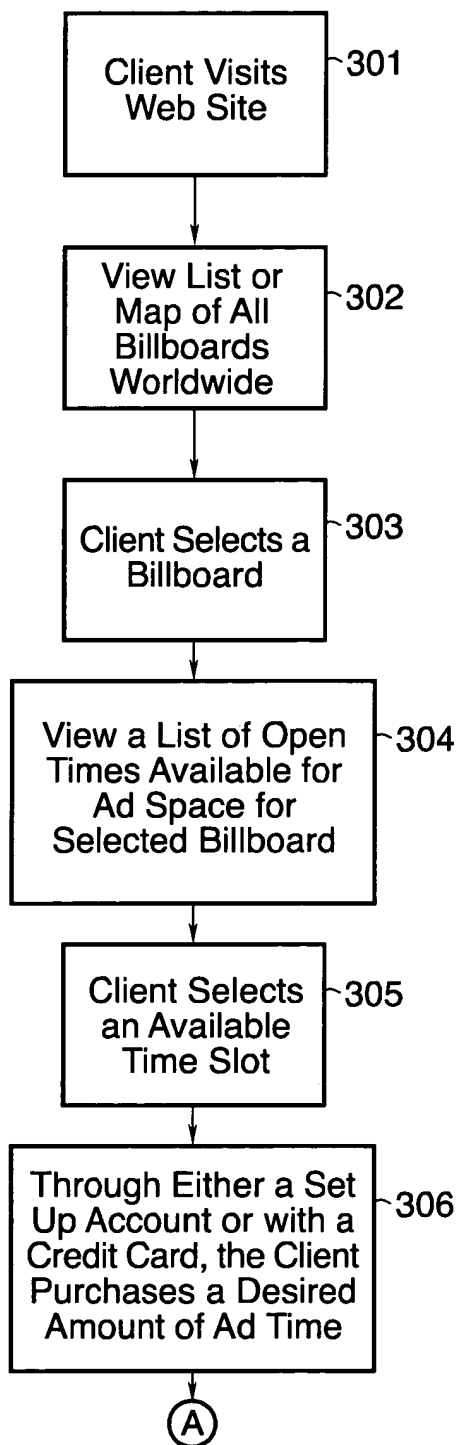 Client Visits
Web Site
301
View List or
Map of All
Billboards
Worldwide
302
Client Selects a
Billboard
303
View a List of Open
Times Available for
Ad Space for
Selected Billboard
304
Client Selects
an Available
Time Slot
305
Through Either a Set
Up Account or with a
Credit Card, the Client
Purchases a Desired
Amount of Ad Time
306
A